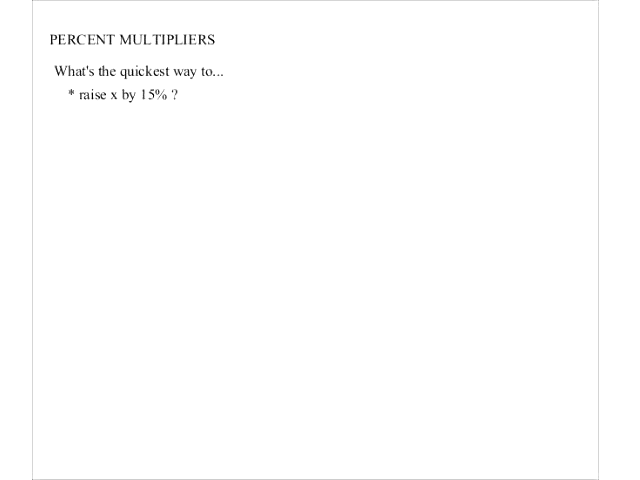 PERCENT MULTIPLIERS
What's the quickest way to...
* raise x by 15% ?